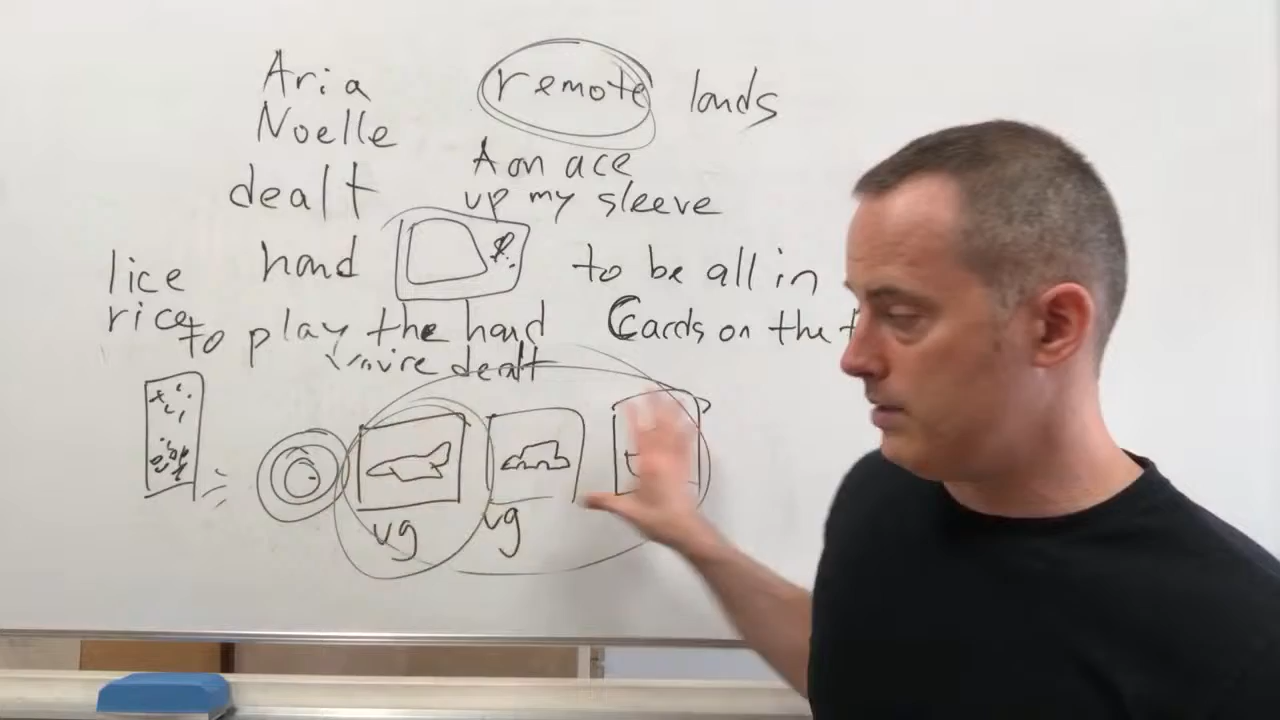 Aria
Noelle
dealt
remote lands
A on ace
up my sleeve
lice
rice
hand
to be all in
to play the hand
you're dealt
Cards on the t
vg
vg